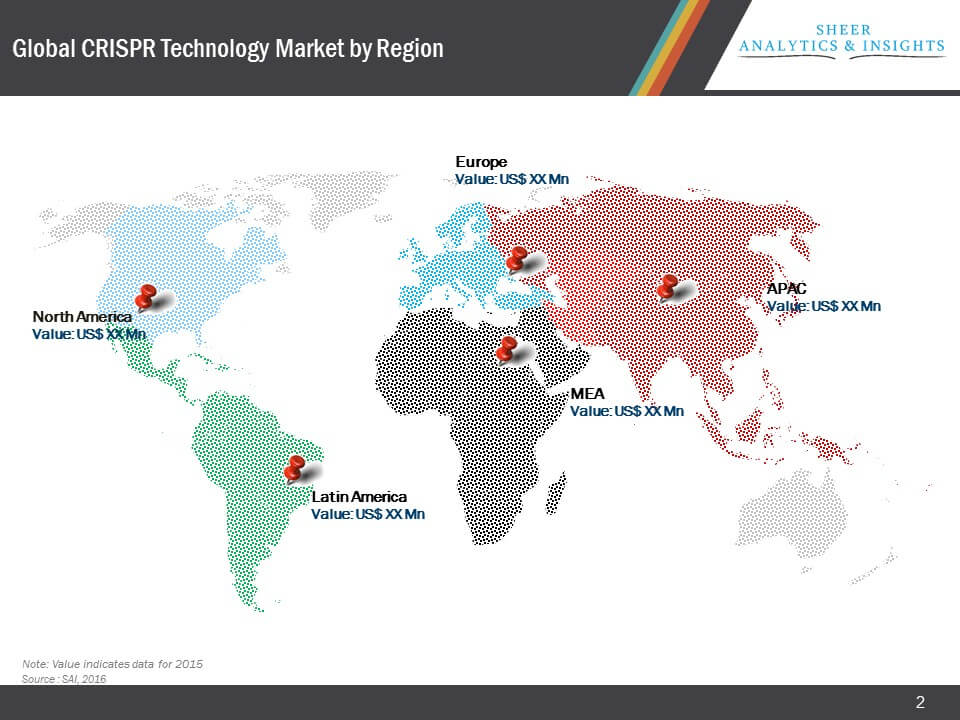 Global CRISPR Technology Market by Region
SHEER
ANALYTICS & INSIGHTS
Europe
Value: US$ XX Mn
APAC
Value: US$ XX Mn
North America
Value: US$ XX Mn
MEA
Value: US$ XX Mn
Latin America
Value: US$ XX Mn
Note: Value indicates data for 2015
Source : SAI, 2016
2